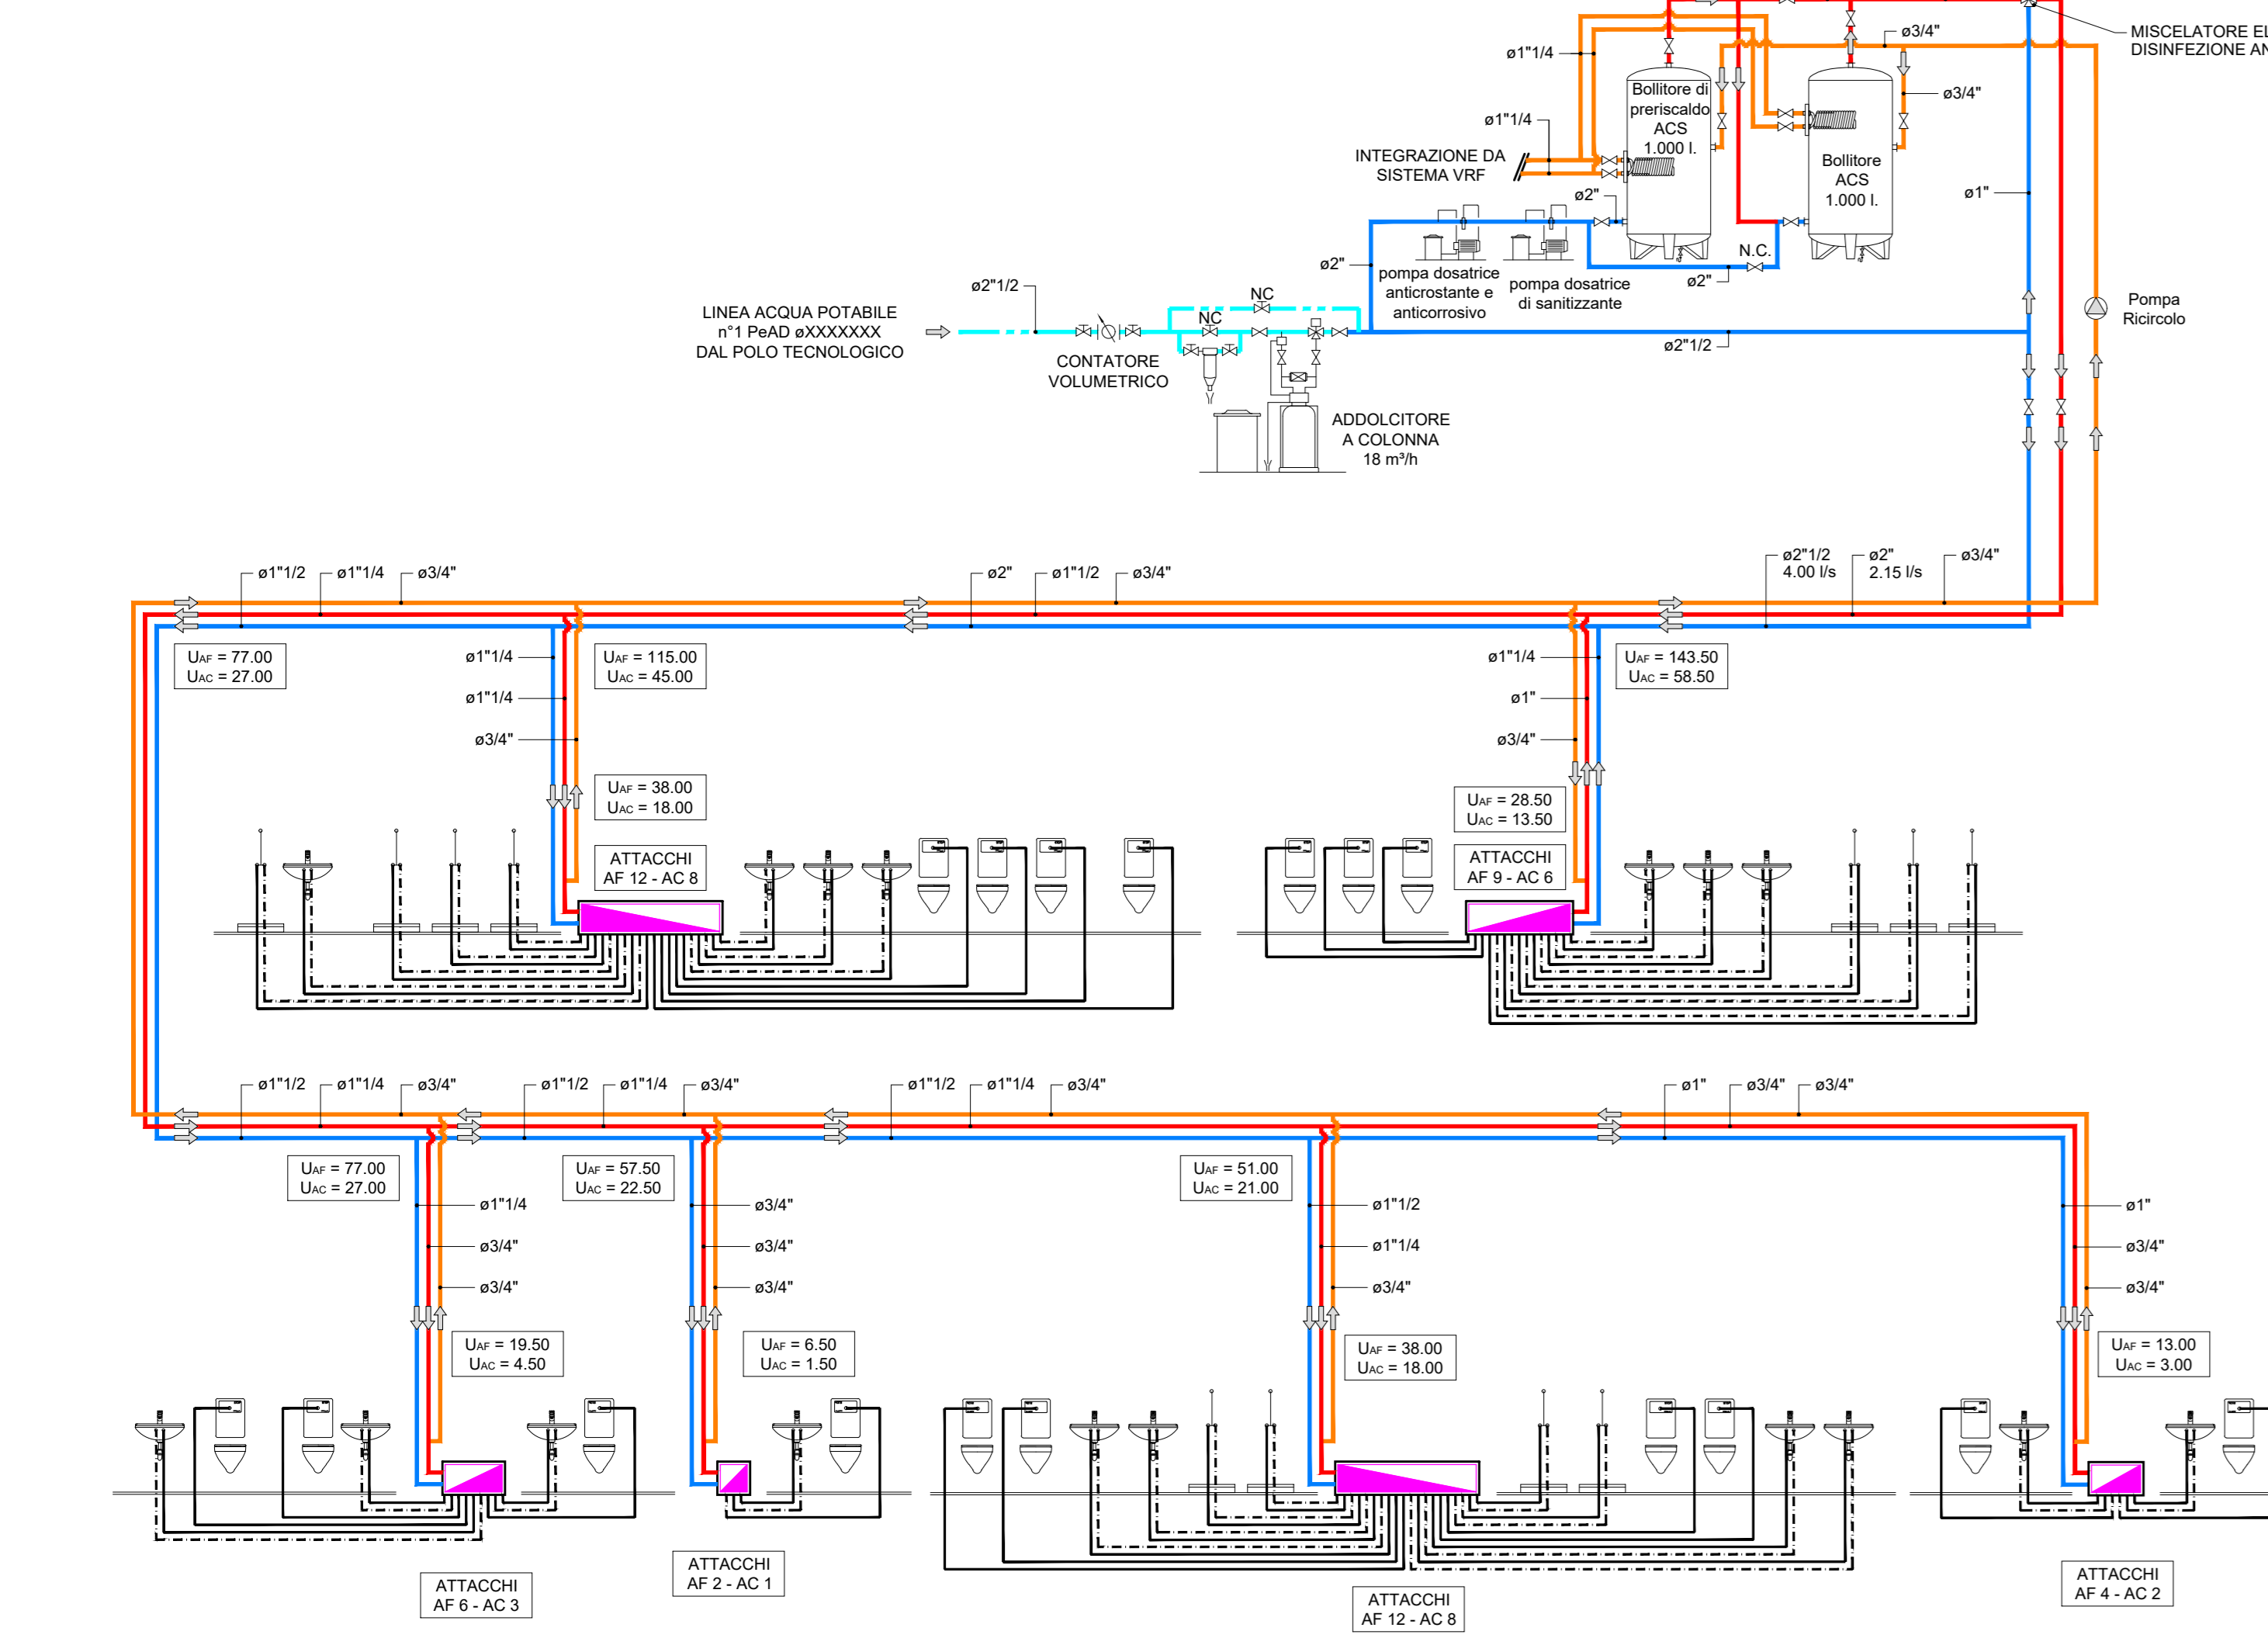 MISCELATORE
DISINFEZIONE
ø3/4"
ø1"1/4
Bollitore di
preriscaldo
ACS
1.000 l.
ø3/4"
ø1"1/4
INTEGRAZIONE DA
SISTEMA VRF
Bollitore
ACS
1.000 l.
ø1"
ø2"
N.C.
ø2"
ø2"
pompa dosatrice
anticrostante e
anticorrosivo
pompa dosatrice
di sanitizzante
ø2"1/2
NC
NC
LINEA ACQUA POTABILE
n°1 PeAD øXXXXXXX
DAL POLO TECNOLOGICO
Pompa
Ricircolo
ø2"1/2
CONTATORE
VOLUMETRICO
ADDOLCITORE
A COLONNA
18 m³/h
ø1"1/2
ø1"1/4
ø3/4"
ø2"
ø1"1/2
ø3/4"
ø2"1/2
4.00 l/s
ø2"
2.15 l/s
ø3/4"
UAF = 77.00
UAC = 27.00
ø1"1/4
ø1"1/4
ø3/4"
UAF = 115.00
UAC = 45.00
ø1"1/4
ø1"
ø3/4"
UAF = 143.50
UAC = 58.50
UAF = 38.00
UAC = 18.00
ATTACCHI
AF 12 - AC 8
UAF = 28.50
UAC = 13.50
ATTACCHI
AF 9 - AC 6
ø1"1/2
ø1"1/4
ø3/4"
ø1"1/2
ø1"1/4
ø3/4"
ø1"1/2
ø1"1/4
ø3/4"
ø1"
ø3/4"
ø3/4"
UAF = 77.00
UAC = 27.00
ø1"1/4
ø3/4"
ø3/4"
UAF = 57.50
UAC = 22.50
ø3/4"
ø3/4"
ø3/4"
UAF = 51.00
UAC = 21.00
ø1"1/2
ø1"1/4
ø3/4"
ø1"
ø3/4"
ø3/4"
UAF = 19.50
UAC = 4.50
UAF = 6.50
UAC = 1.50
UAF = 38.00
UAC = 18.00
UAF = 13.00
UAC = 3.00
ATTACCHI
AF 6 - AC 3
ATTACCHI
AF 2 - AC 1
ATTACCHI
AF 12 - AC 8
ATTACCHI
AF 4 - AC 2